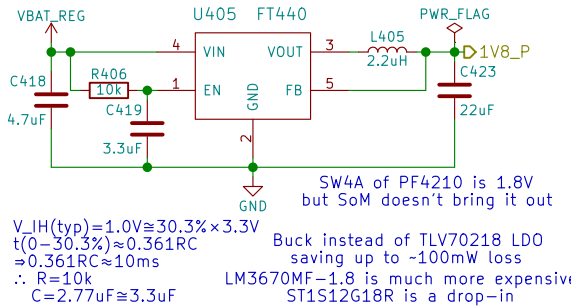 VBAT_REG
U405 FT440
PWR_FLAG
L405
2.2uH
4 VIN
VOUT 3
1V8_P
R406
10k
C418
4.7uF
C419
3.3uF
1 EN
FB 5
GND
2
C423
22uF
GND
SW4A of PF4210 is 1.8V
but SoM doesn't bring it out
V_IH(typ)=1.0V≅30.3%×3.3V
t(0-30.3%)≈0.361RC
⇒0.361RC≈10ms
∴ R=10k
C=2.77uF≅3.3uF
Buck instead of TLV70218 LDO
saving up to ~100mW loss
LM3670MF-1.8 is much more expensive
ST1S12G18R is a drop-in